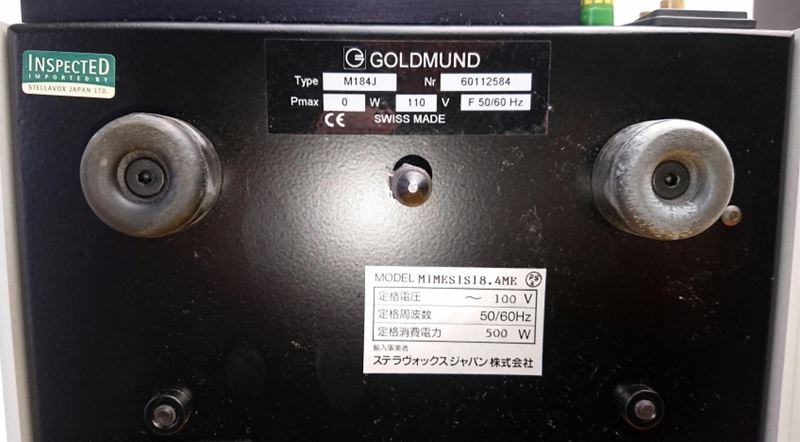 INSPECTED
IMPORTED BY
STELLAVOX JAPAN LTD.
GOLDMUND
Type M184J Nr 60112584
Pmax 0 W 110 V F 50/60 Hz
CE SWISS MADE
MODEL MIMESIS18.4ME PS E
定格電圧 ～ 100 V
定格周波数 50/60Hz
定格消費電力 500 W
輸入事業者
ステラヴォックスジャパン株式会社